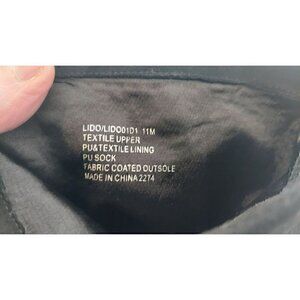 LIDO/LIDO01D1 11M
TEXTILE UPPER
PU&TEXTILE LINING
PU SOCK
FABRIC COATED OUTSOLE
MADE IN CHINA 2274